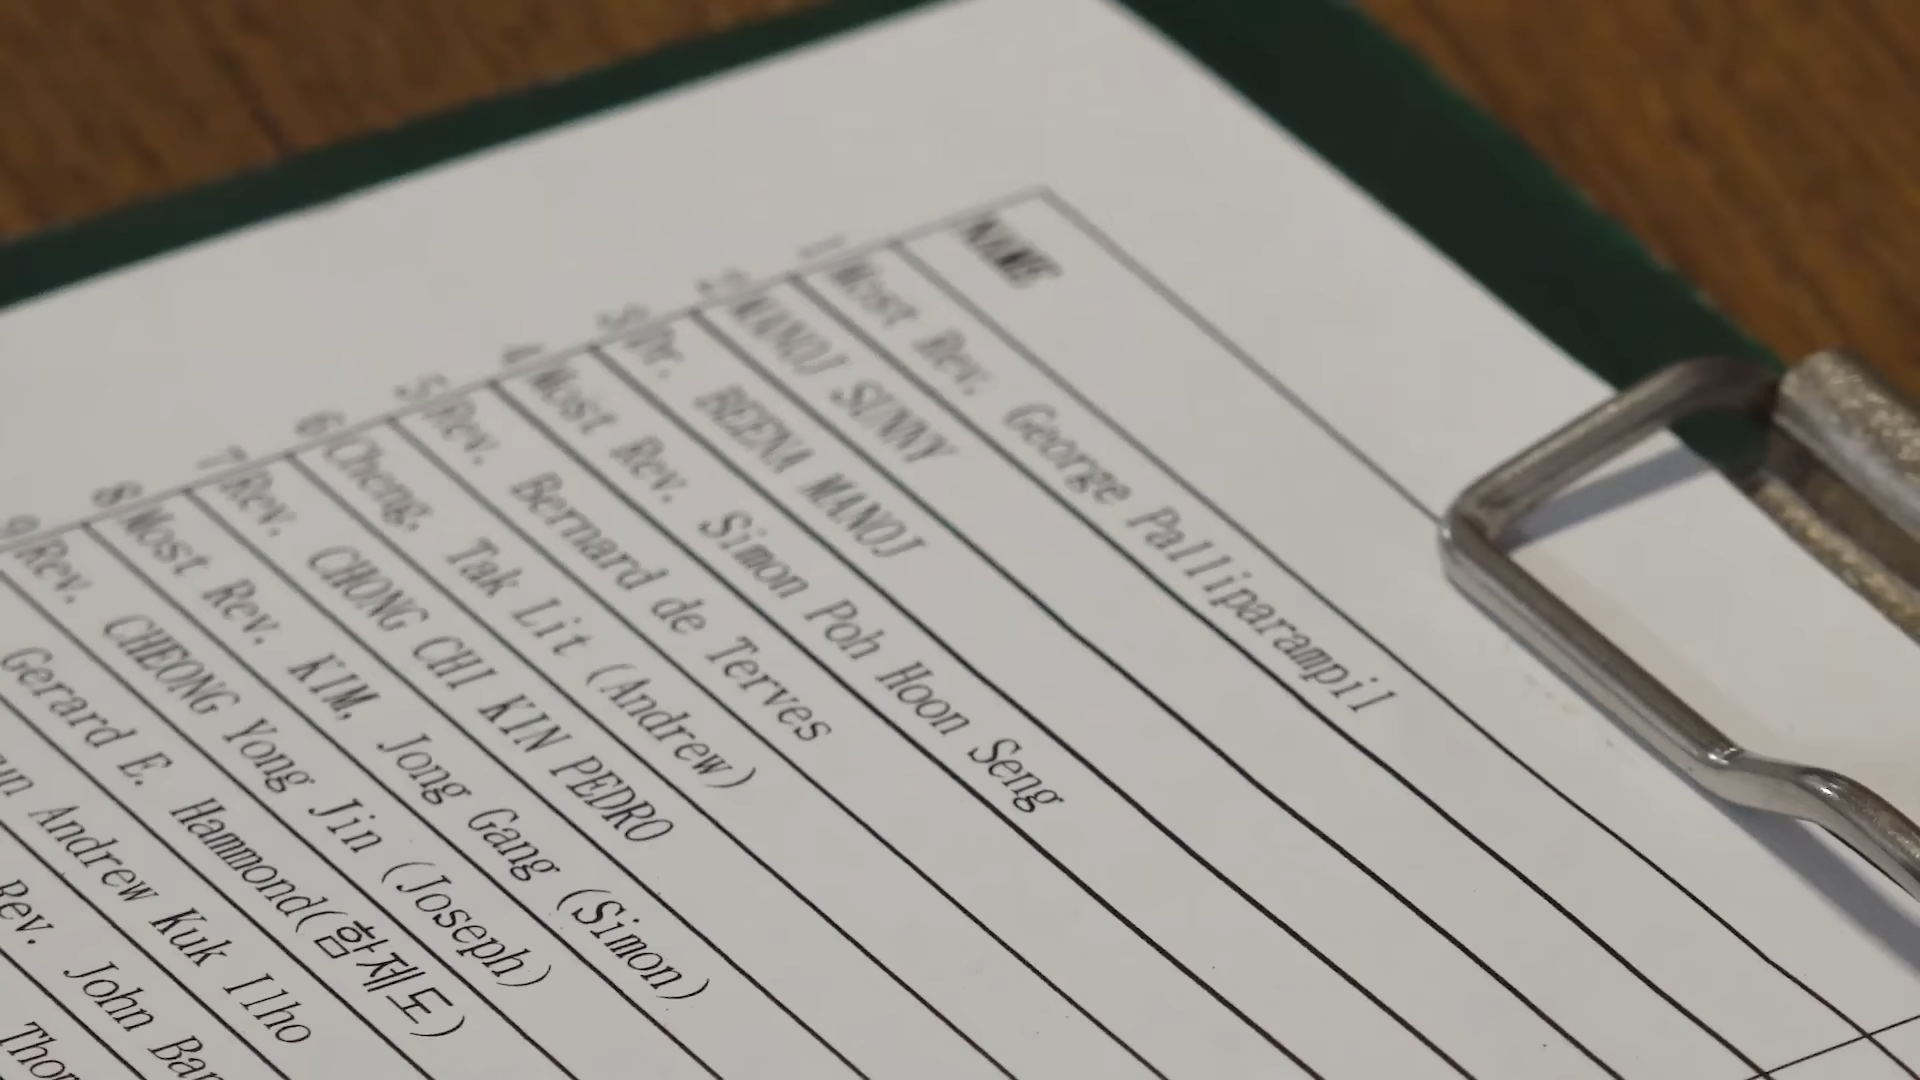 NAME
1 Most Rev. George Palliparampil
2 MANOJ SUNNY
3 Dr. BEENA MANOJ
4 Most Rev. Simon Poh Hoon Seng
5 Rev. Bernard de Terves
6 Cheng, Tak Lit (Andrew)
7 Rev. CHONG CHI KIN PEDRO
8 Most Rev. KIM, Jong Gang (Simon)
9 Rev. CHEONG Yong Jin (Joseph)
Gerard E. Hammond(함제도)
Andrew Kuk Ilho
Rev. John